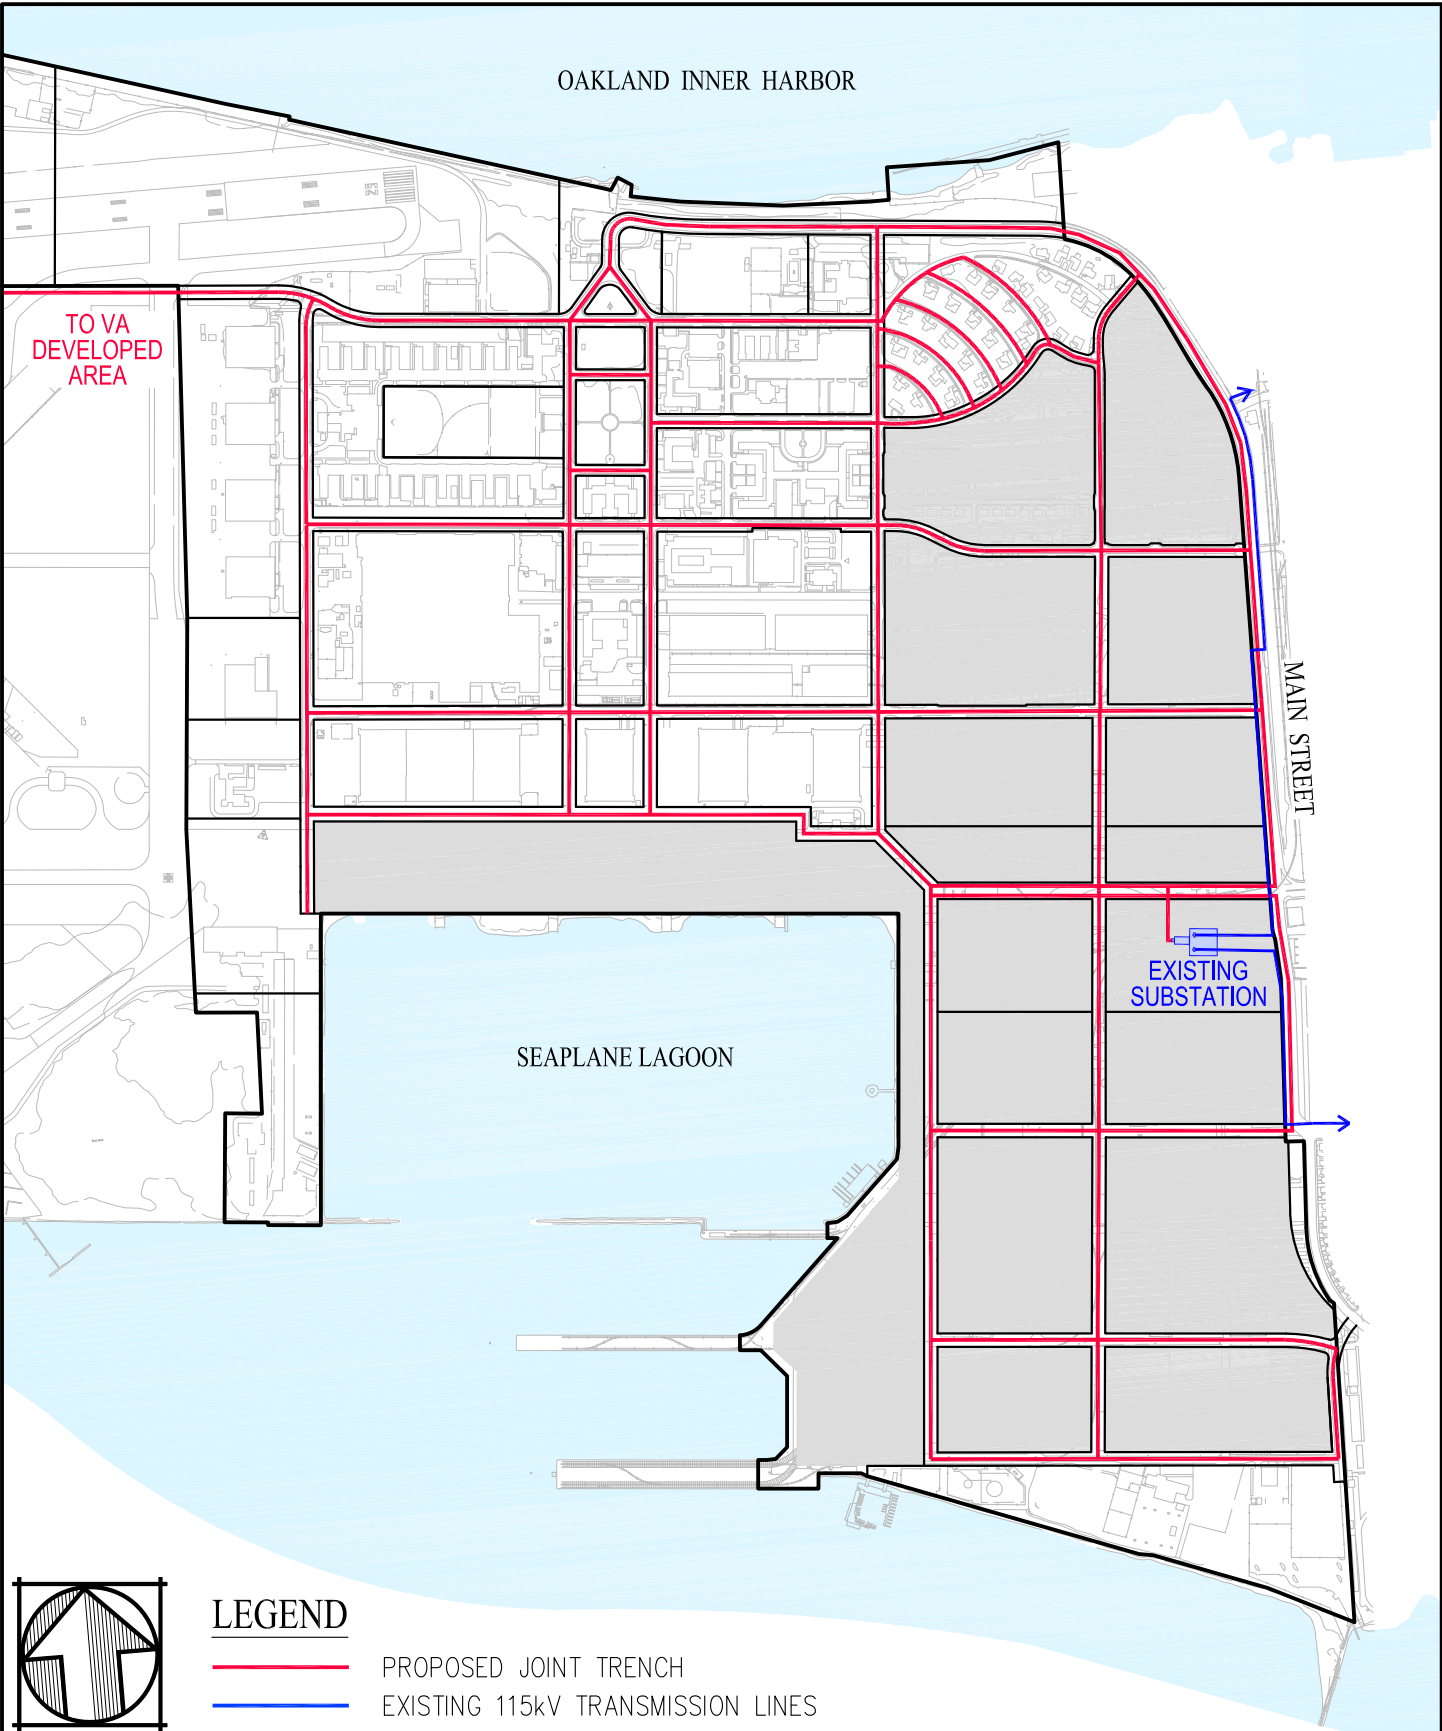 OAKLAND INNER HARBOR
TO VA
DEVELOPED
AREA
MAIN STREET
EXISTING
SUBSTATION
SEAPLANE LAGOON
LEGEND
PROPOSED JOINT TRENCH
EXISTING 115kV TRANSMISSION LINES